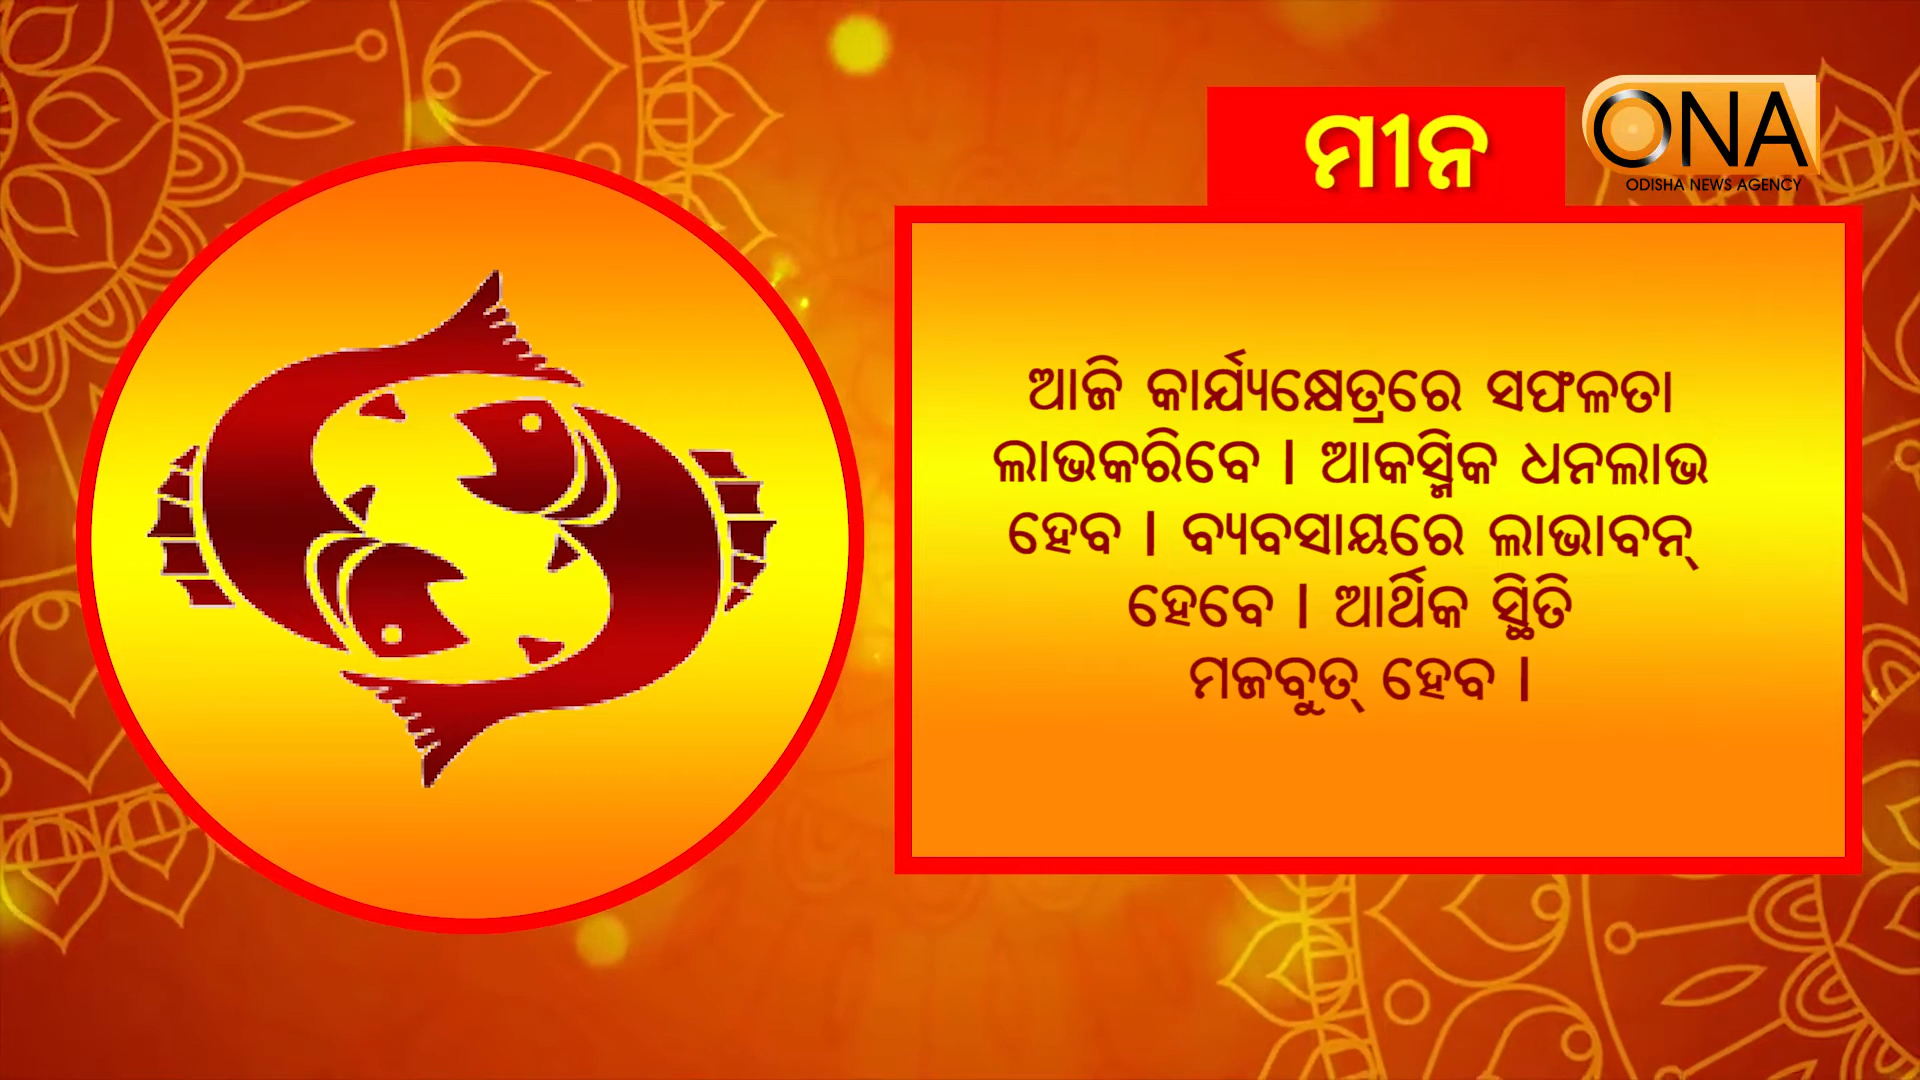 ମୀନ
ONA
ODISHA NEWS AGENCY
ଆଜି କାର୍ଯ୍ୟକ୍ଷେତ୍ରରେ ସଫଳତା
ଲାଭକରିବେ । ଆକସ୍ମିକ ଧନଲାଭ
ହେବ । ବ୍ୟବସାୟରେ ଲାଭାବନ୍
ହେବେ । ଆର୍ଥିକ ସ୍ଥିତି
ମଜବୁତ୍ ହେବ ।